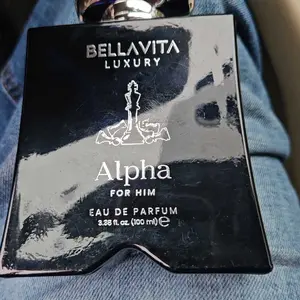 BELLAVITA
LUXURY
Alpha
FOR HIM
EAU DE PARFUM
3.38 fl. oz. (100 ml) ℮